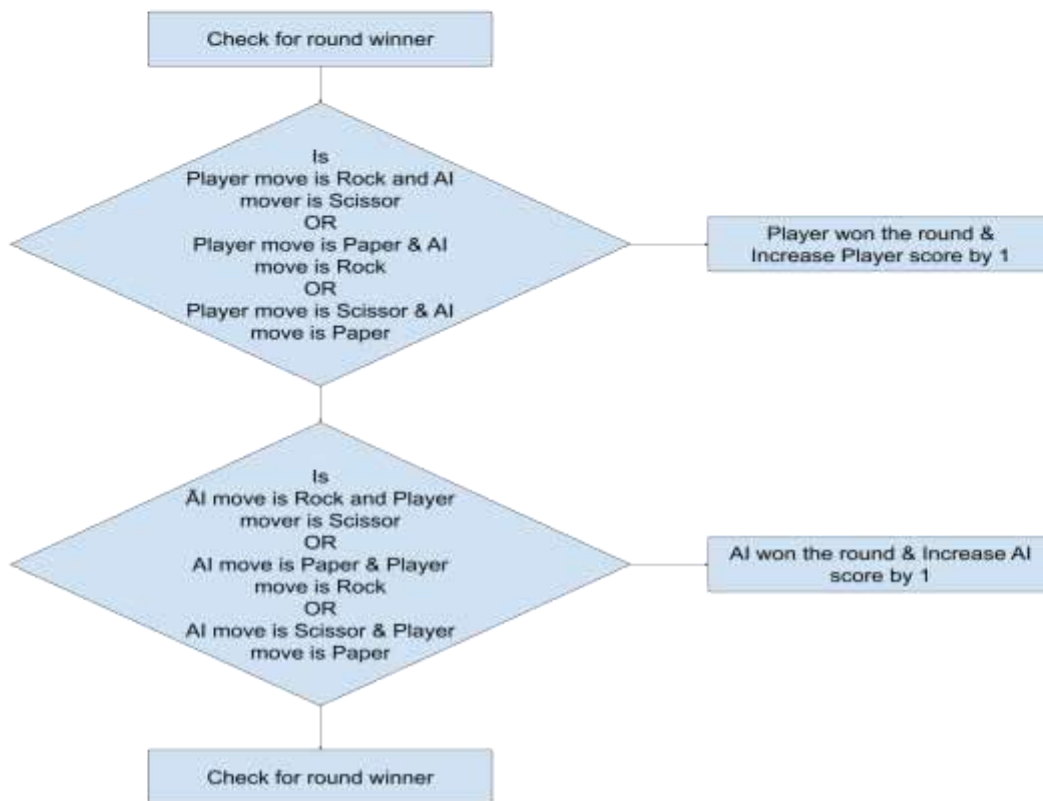 Check for round winner
Is
Player move is Rock and AI
mover is Scissor
OR
Player move is Paper & AI
move is Rock
OR
Player move is Scissor & AI
move is Paper
Player won the round &
Increase Player score by 1
Is
ĀI move is Rock and Player
mover is Scissor
OR
AI move is Paper & Player
move is Rock
OR
AI move is Scissor & Player
move is Paper
AI won the round & Increase AI
score by 1
Check for round winner